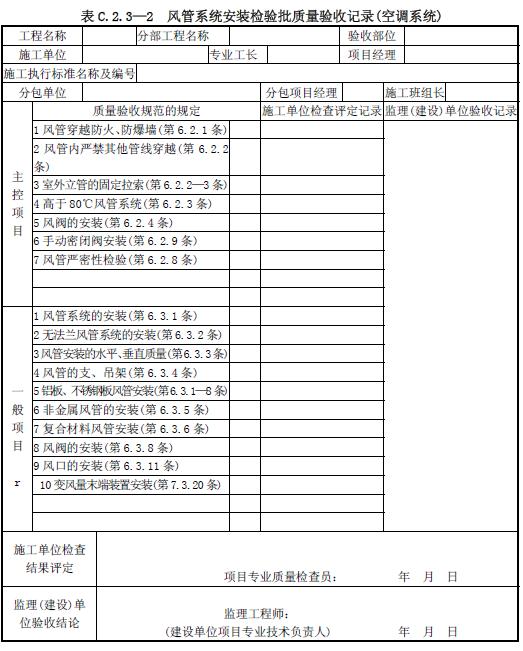 表C.2.3—2 风管系统安装检验批质量验收记录(空调系统)
工程名称 分部工程名称 验收部位
施工单位 专业工长 项目经理
施工执行标准名称及编号
分包单位 分包项目经理 施工班组长
质量验收规范的规定 施工单位检查评定记录 监理(建设)单位验收记录
主控项目
1 风管穿越防火、防爆墙(第 6.2.1 条)
2 风管内严禁其他管线穿越(第 6.2.2
条)
3 室外立管的固定拉索(第 6.2.2—3 条)
4 高于 80℃风管系统(第 6.2.3 条)
5 风阀的安装(第 6.2.4 条)
6 手动密闭阀安装(第 6.2.9 条)
7 风管严密性检验(第 6.2.8 条)
一般项目 r
1 风管系统的安装(第 6.3.1 条)
2 无法兰风管系统的安装(第 6.3.2 条)
3 风管安装的水平、垂直质量(第 6.3.3 条)
4 风管的支、吊架(第 6.3.4 条)
5 铝板、不锈钢板风管安装(第 6.3.1—8 条)
6 非金属风管的安装(第 6.3.5 条)
7 复合材料风管安装(第 6.3.6 条)
8 风阀的安装(第 6.3.8 条)
9 风口的安装(第 6.3.11 条)
10 变风量末端装置安装(第 7.3.20 条)
施工单位检查
结果评定
项目专业质量检查员： 年 月 日
监理(建设)单
位验收结论
监理工程师：
(建设单位项目专业技术负责人) 年 月 日